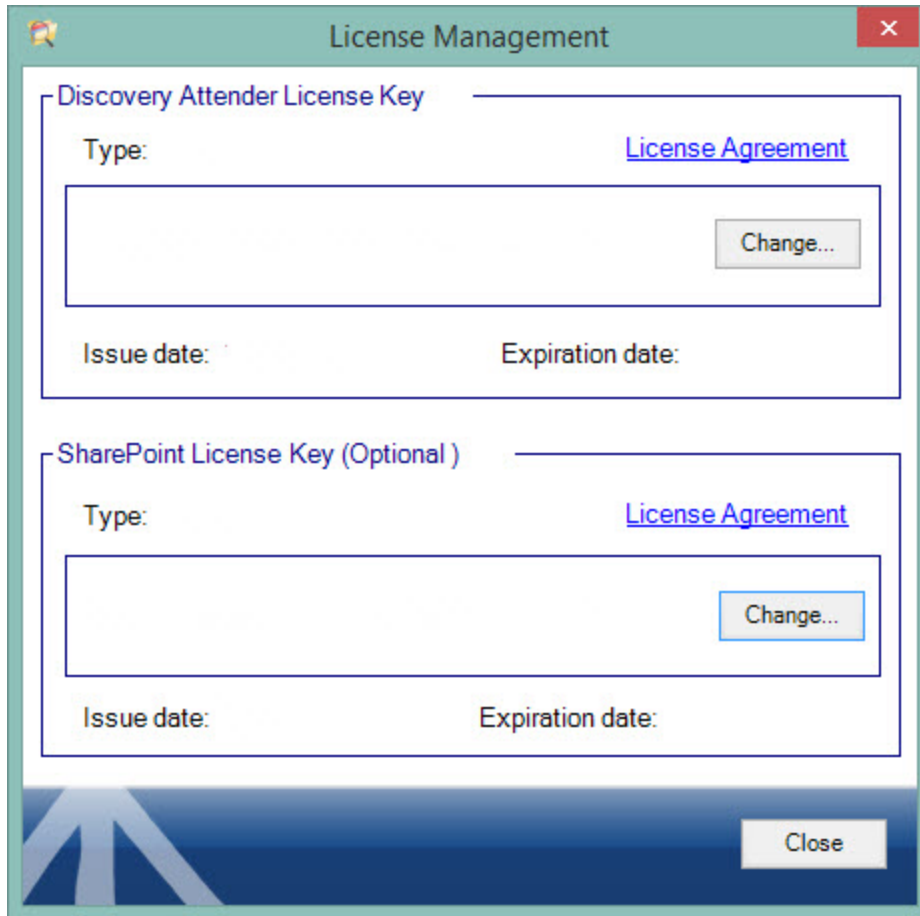 License Management
Discovery Attender License Key
Type: License Agreement
Change...
Issue date: Expiration date:
SharePoint License Key (Optional )
Type: License Agreement
Change...
Issue date: Expiration date:
Close